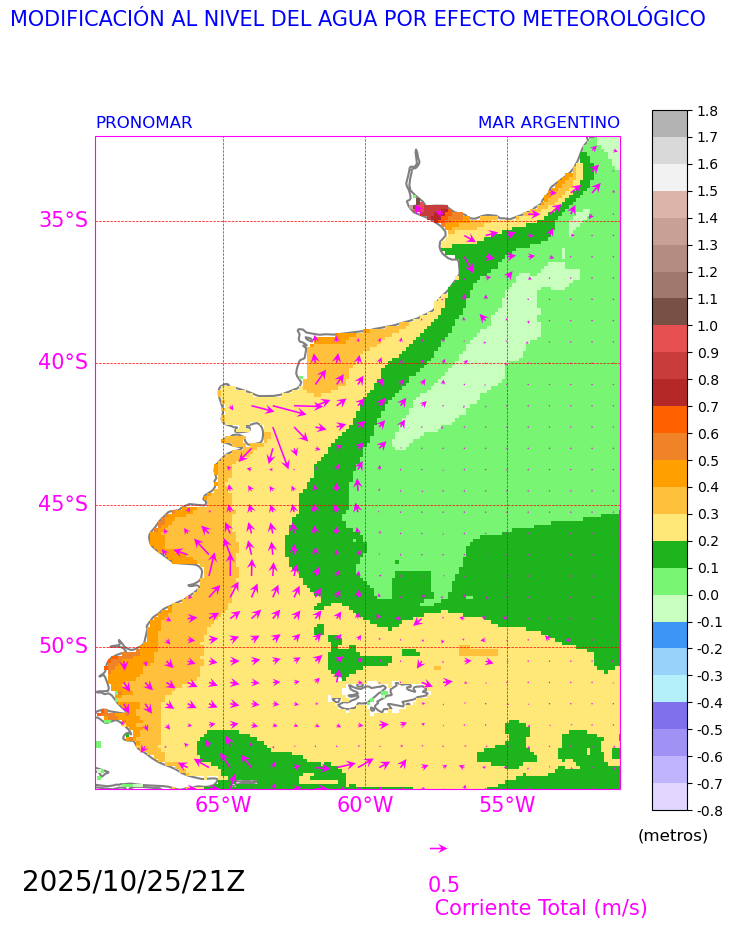 MODIFICACIÓN AL NIVEL DEL AGUA POR EFECTO METEOROLÓGICO
PRONOMAR
MAR ARGENTINO
35°S
40°S
45°S
50°S
65°W
60°W
55°W
1.8
1.7
1.6
1.5
1.4
1.3
1.2
1.1
1.0
0.9
0.8
0.7
0.6
0.5
0.4
0.3
0.2
0.1
0.0
-0.1
-0.2
-0.3
-0.4
-0.5
-0.6
-0.7
-0.8
(metros)
2025/10/25/21Z
0.5
Corriente Total (m/s)